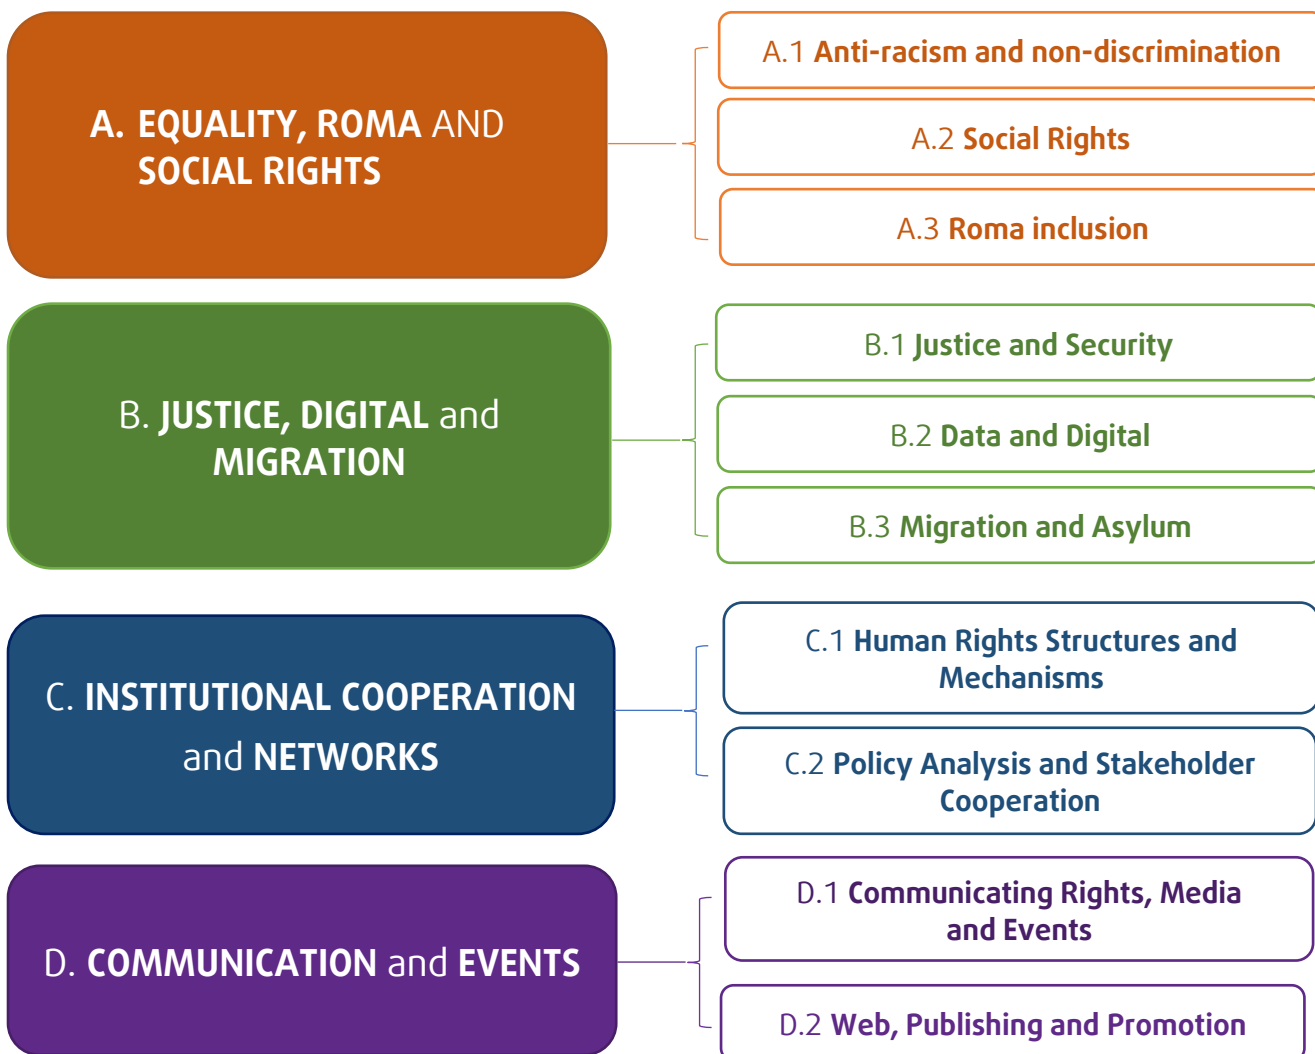 A. EQUALITY, ROMA AND
SOCIAL RIGHTS
A.1 Anti-racism and non-discrimination
A.2 Social Rights
A.3 Roma inclusion
B. JUSTICE, DIGITAL and
MIGRATION
B.1 Justice and Security
B.2 Data and Digital
B.3 Migration and Asylum
C. INSTITUTIONAL COOPERATION
and NETWORKS
C.1 Human Rights Structures and
Mechanisms
C.2 Policy Analysis and Stakeholder
Cooperation
D. COMMUNICATION and EVENTS
D.1 Communicating Rights, Media
and Events
D.2 Web, Publishing and Promotion